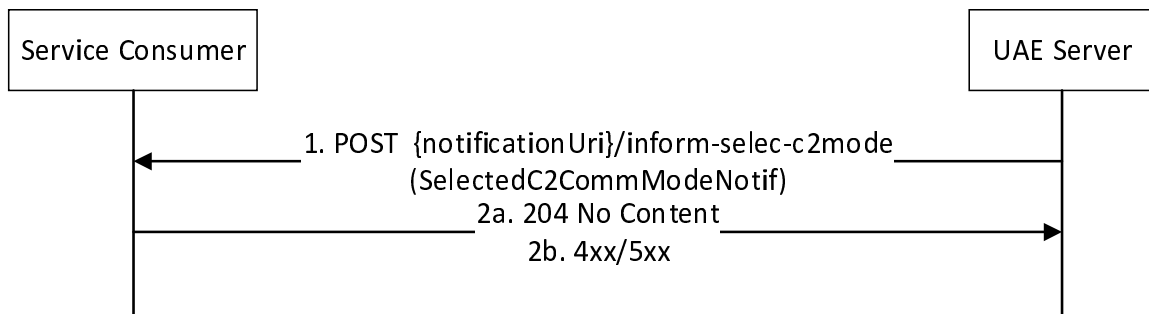 Service Consumer
UAE Server
1. POST {notificationUri}/inform-selec-c2mode
(SelectedC2CommModeNotif)
2a. 204 No Content
2b. 4xx/5xx